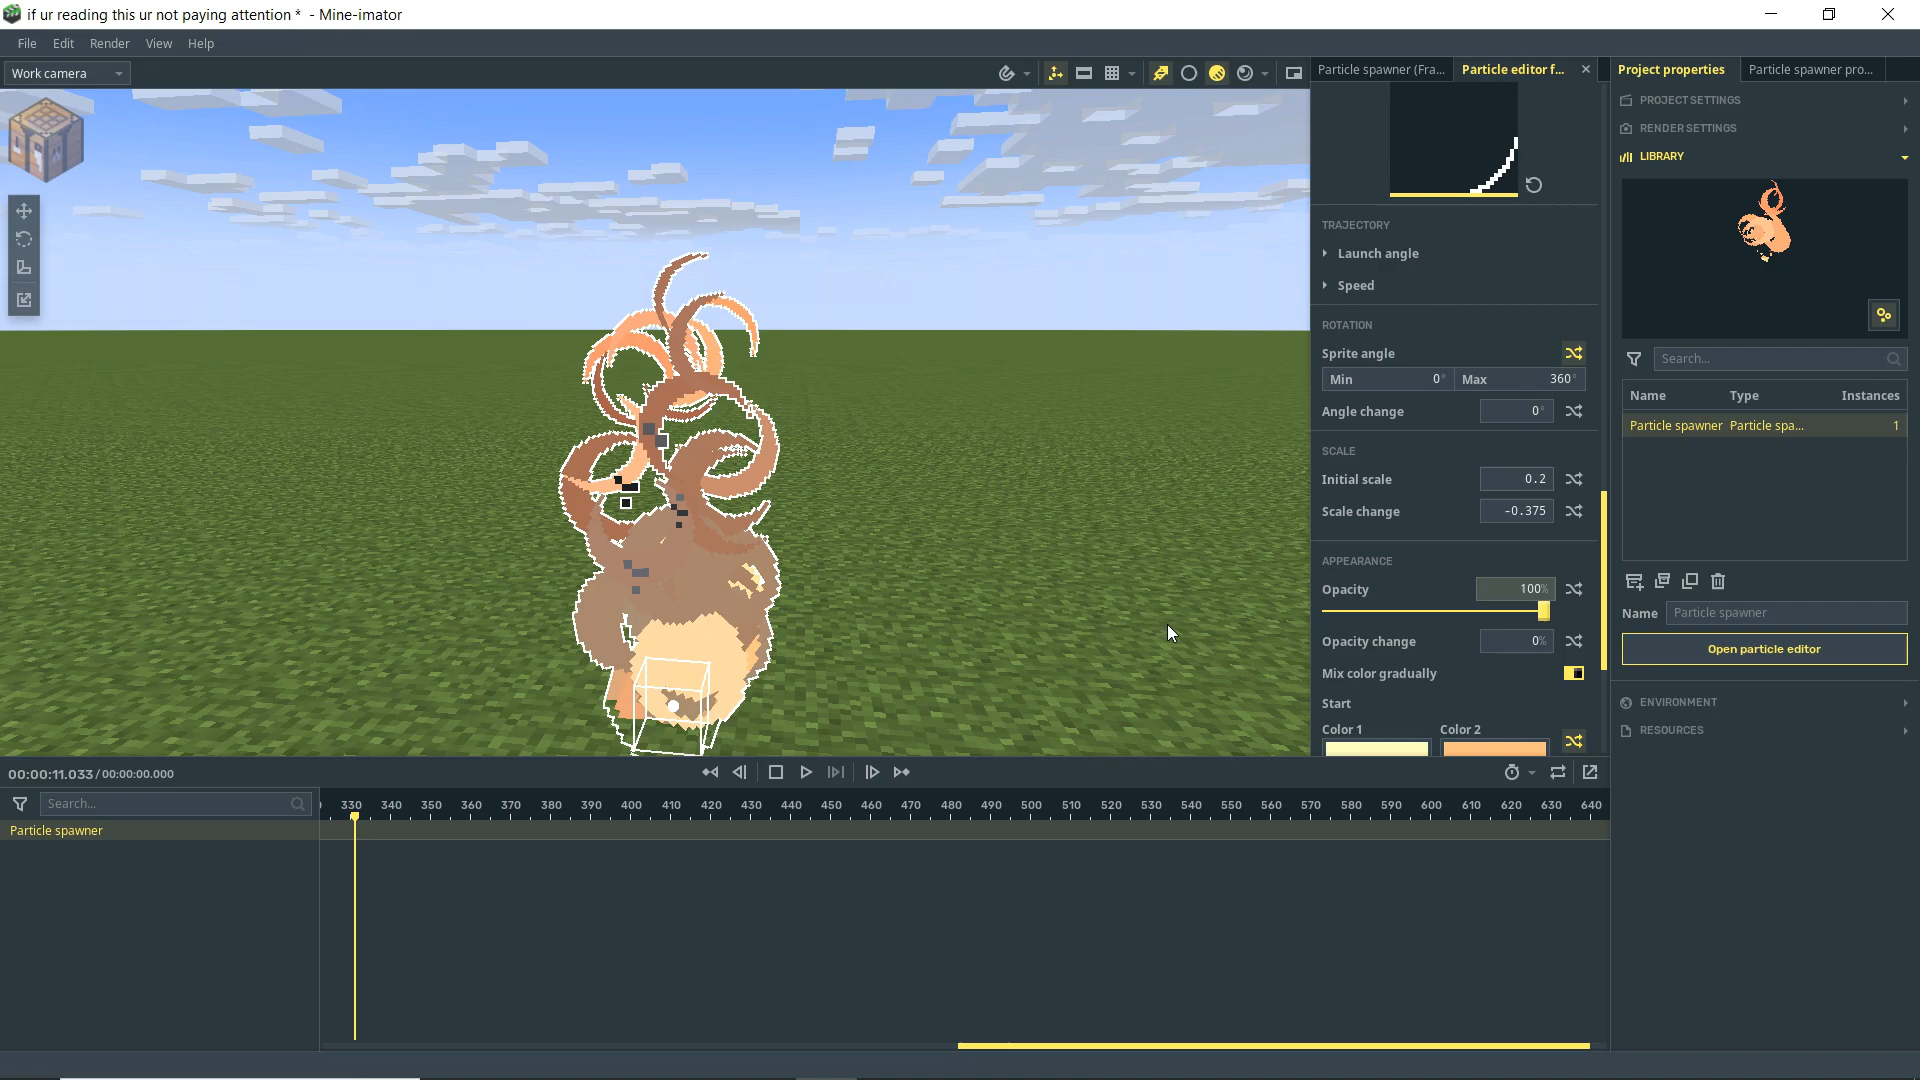 if ur reading this ur not paying attention * - Mine-imator
File Edit Render View Help
Work camera
Particle spawner (Fra...
Particle editor f...
Project properties
Particle spawner pro...
PROJECT SETTINGS
RENDER SETTINGS
LIBRARY
TRAJECTORY
Launch angle
Speed
ROTATION
Sprite angle
Min 0° Max 360°
Angle change 0°
SCALE
Initial scale 0.2
Scale change -0.375
APPEARANCE
Opacity 100%
Opacity change 0%
Mix color gradually
Start
Color 1 Color 2
Search...
Name Type Instances
Particle spawner Particle spa... 1
Name Particle spawner
Open particle editor
ENVIRONMENT
RESOURCES
00:00:11.033 / 00:00:00.000
Search...
330 340 350 360 370 380 390 400 410 420 430 440 450 460 470 480 490 500 510 520 530 540 550 560 570 580 590 600 610 620 630 640
Particle spawner